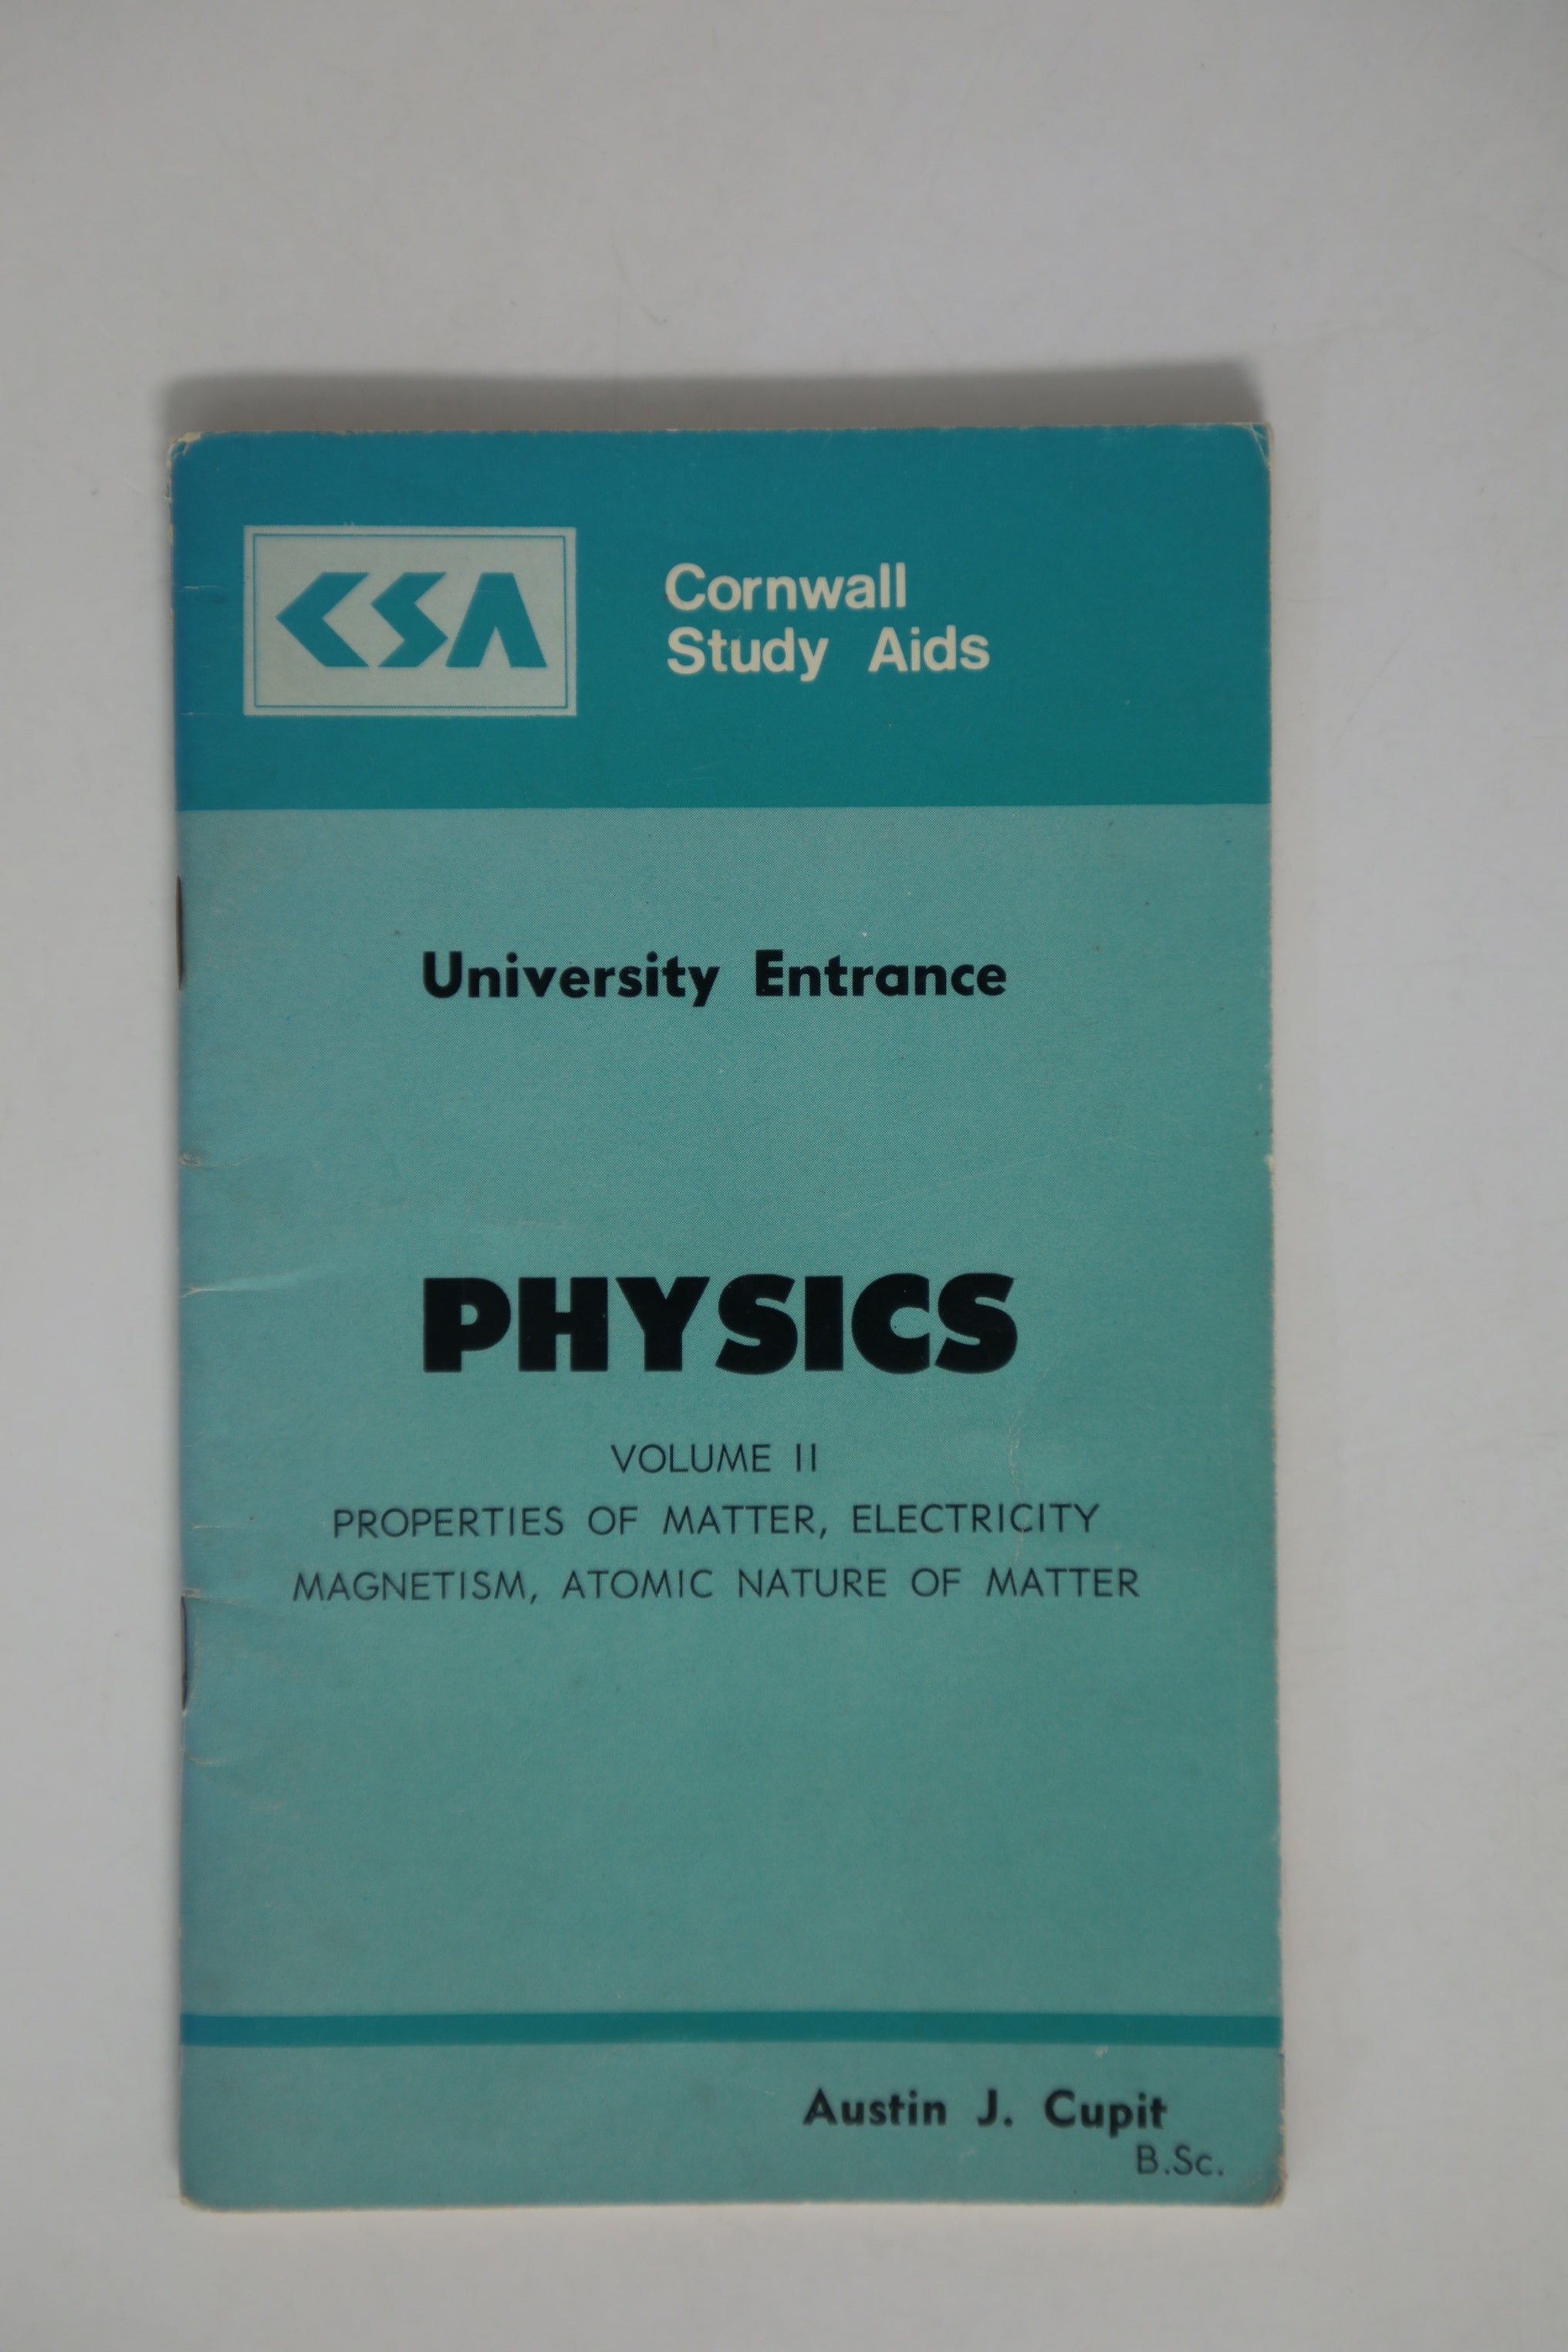 CSA
Cornwall
Study Aids
University Entrance
PHYSICS
VOLUME II
PROPERTIES OF MATTER, ELECTRICITY
MAGNETISM, ATOMIC NATURE OF MATTER
Austin J. Cupit
B.Sc.